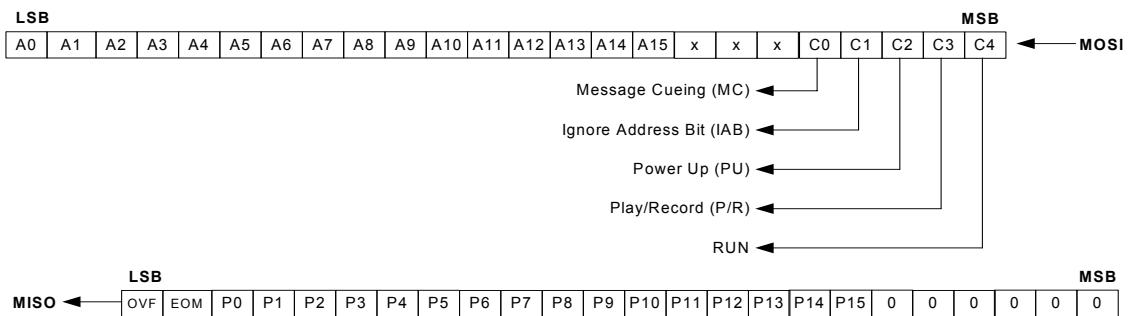 LSB MSB
A0 A1 A2 A3 A4 A5 A6 A7 A8 A9 A10 A11 A12 A13 A14 A15 x x x C0 C1 C2 C3 C4 MOSI
Message Cueing (MC)
Ignore Address Bit (IAB)
Power Up (PU)
Play/Record (P/R)
RUN
LSB MSB
MISO OVF EOM P0 P1 P2 P3 P4 P5 P6 P7 P8 P9 P10 P11 P12 P13 P14 P15 0 0 0 0 0 0